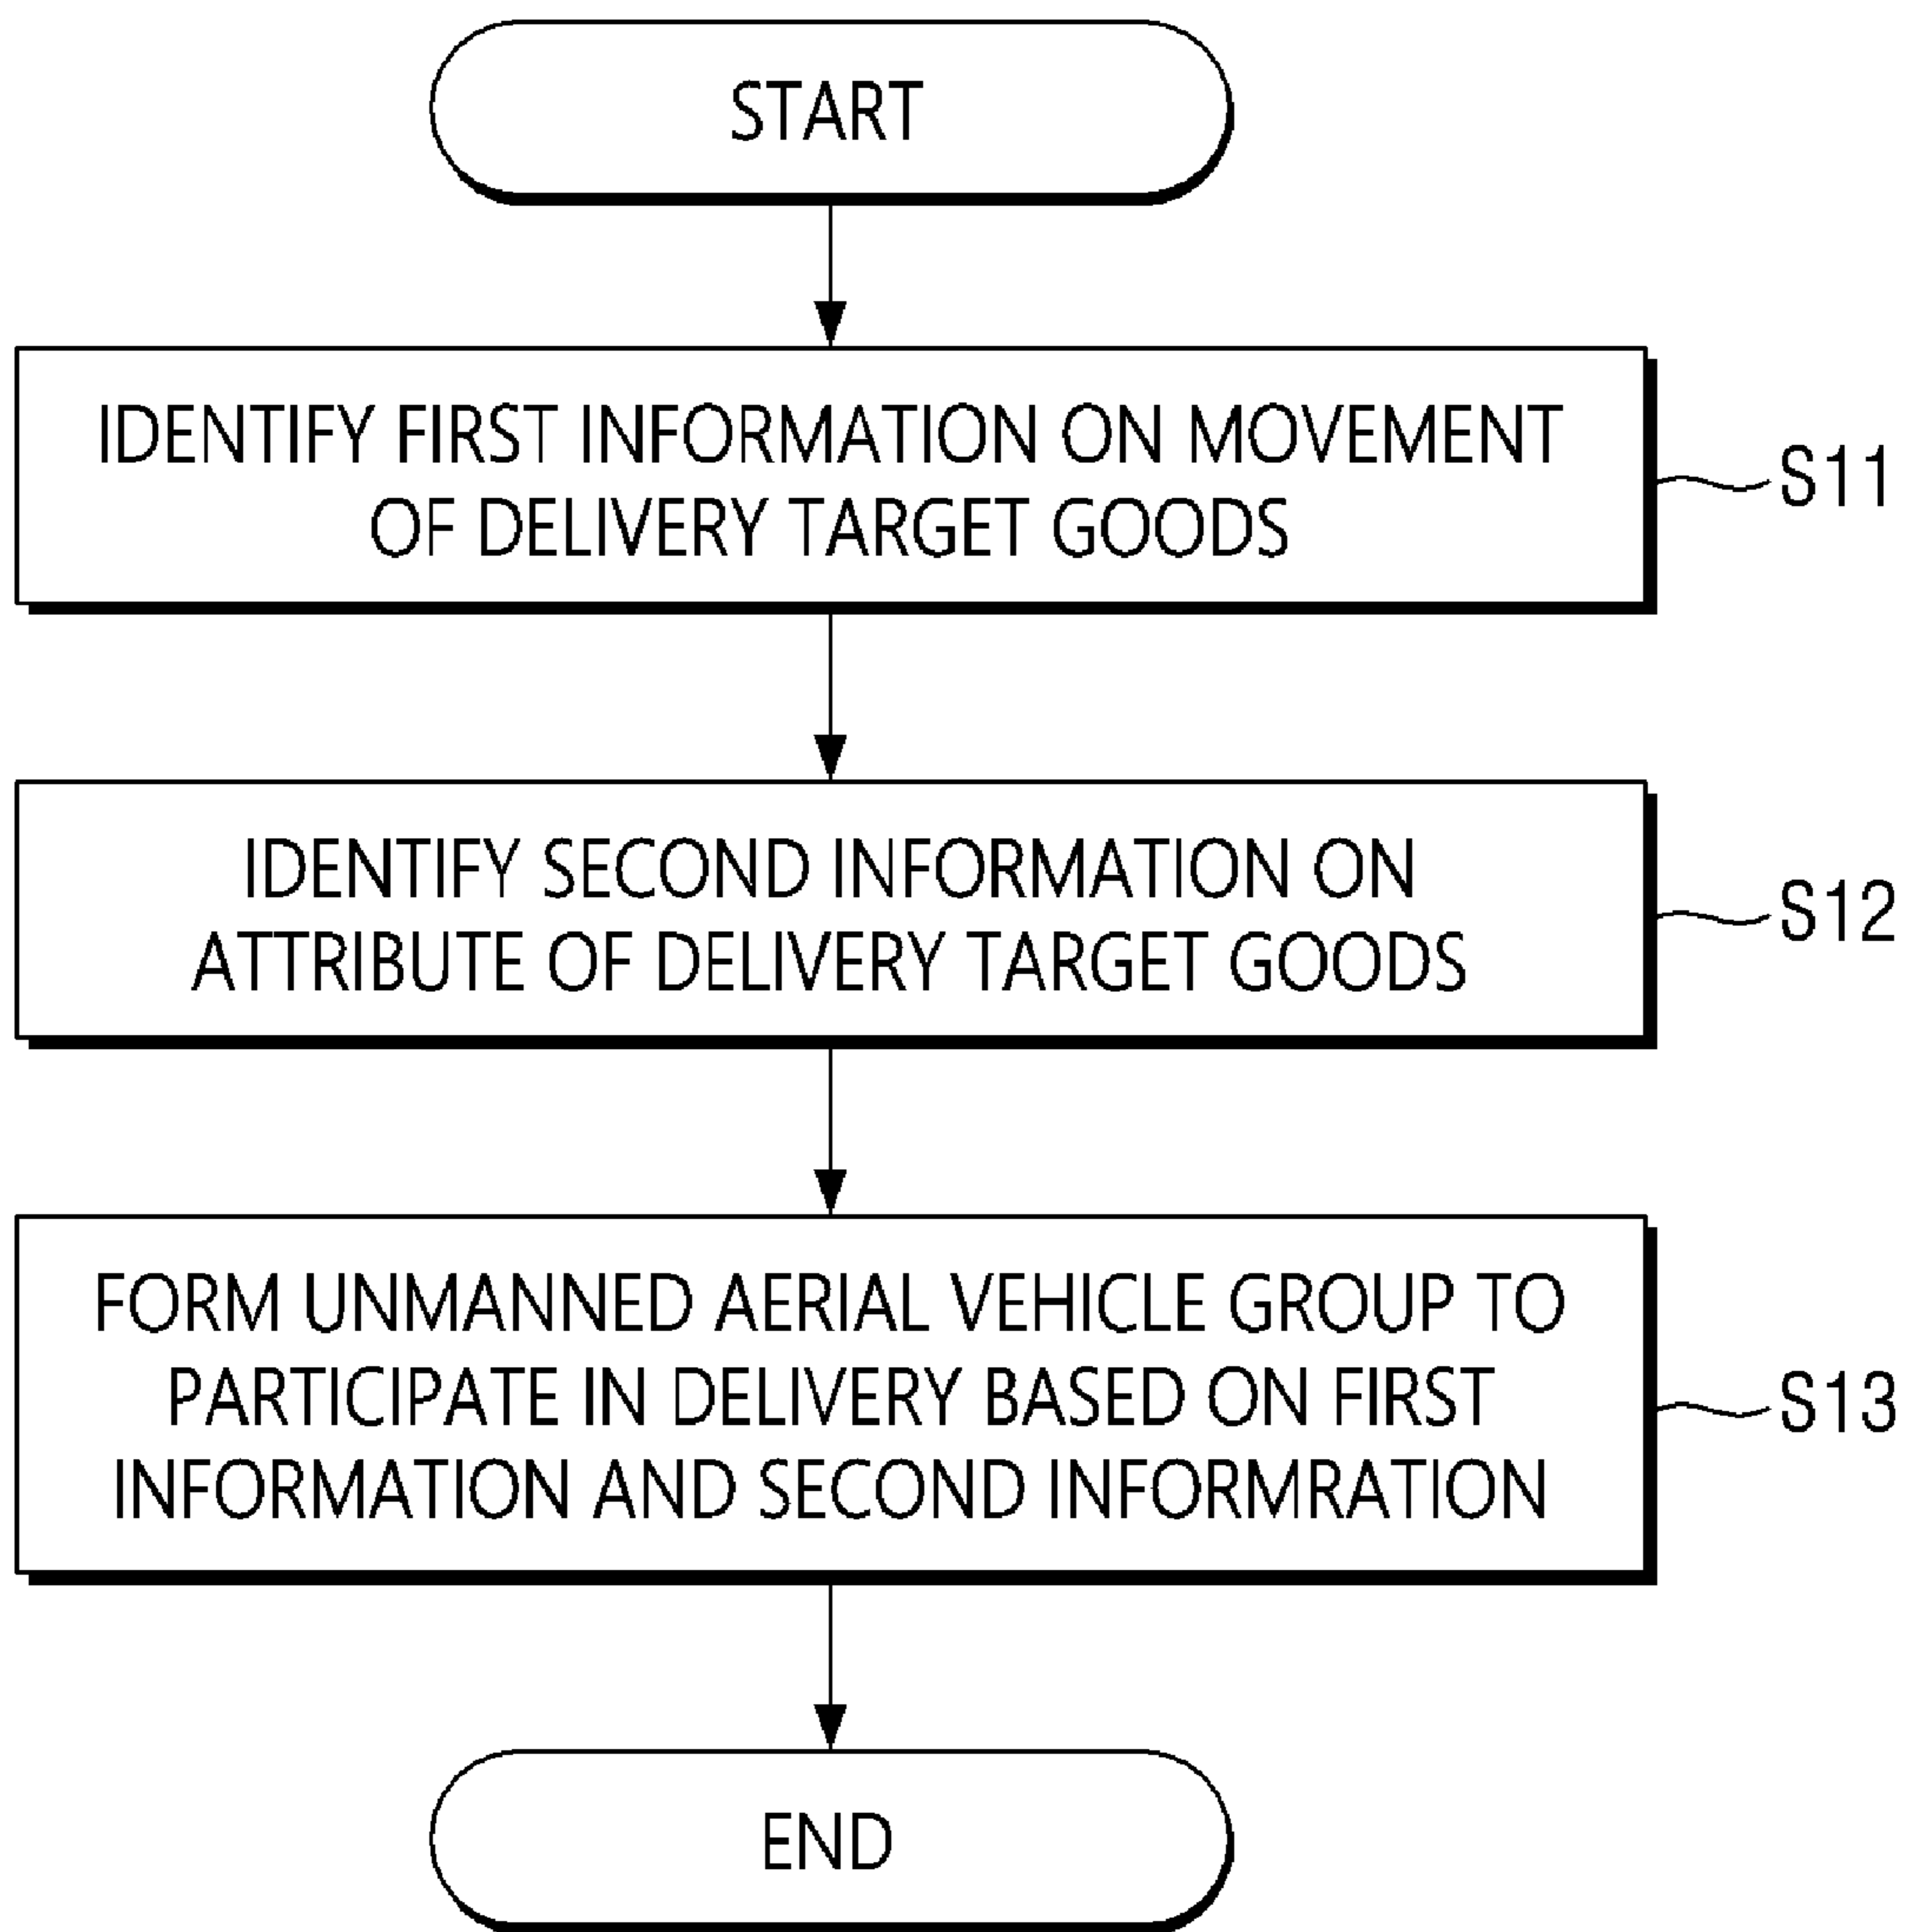 START
IDENTIFY FIRST INFORMATION ON MOVEMENT
OF DELIVERY TARGET GOODS
S11
IDENTIFY SECOND INFORMATION ON
ATTRIBUTE OF DELIVERY TARGET GOODS
S12
FORM UNMANNED AERIAL VEHICLE GROUP TO
PARTICIPATE IN DELIVERY BASED ON FIRST
INFORMATION AND SECOND INFORMRATION
S13
END